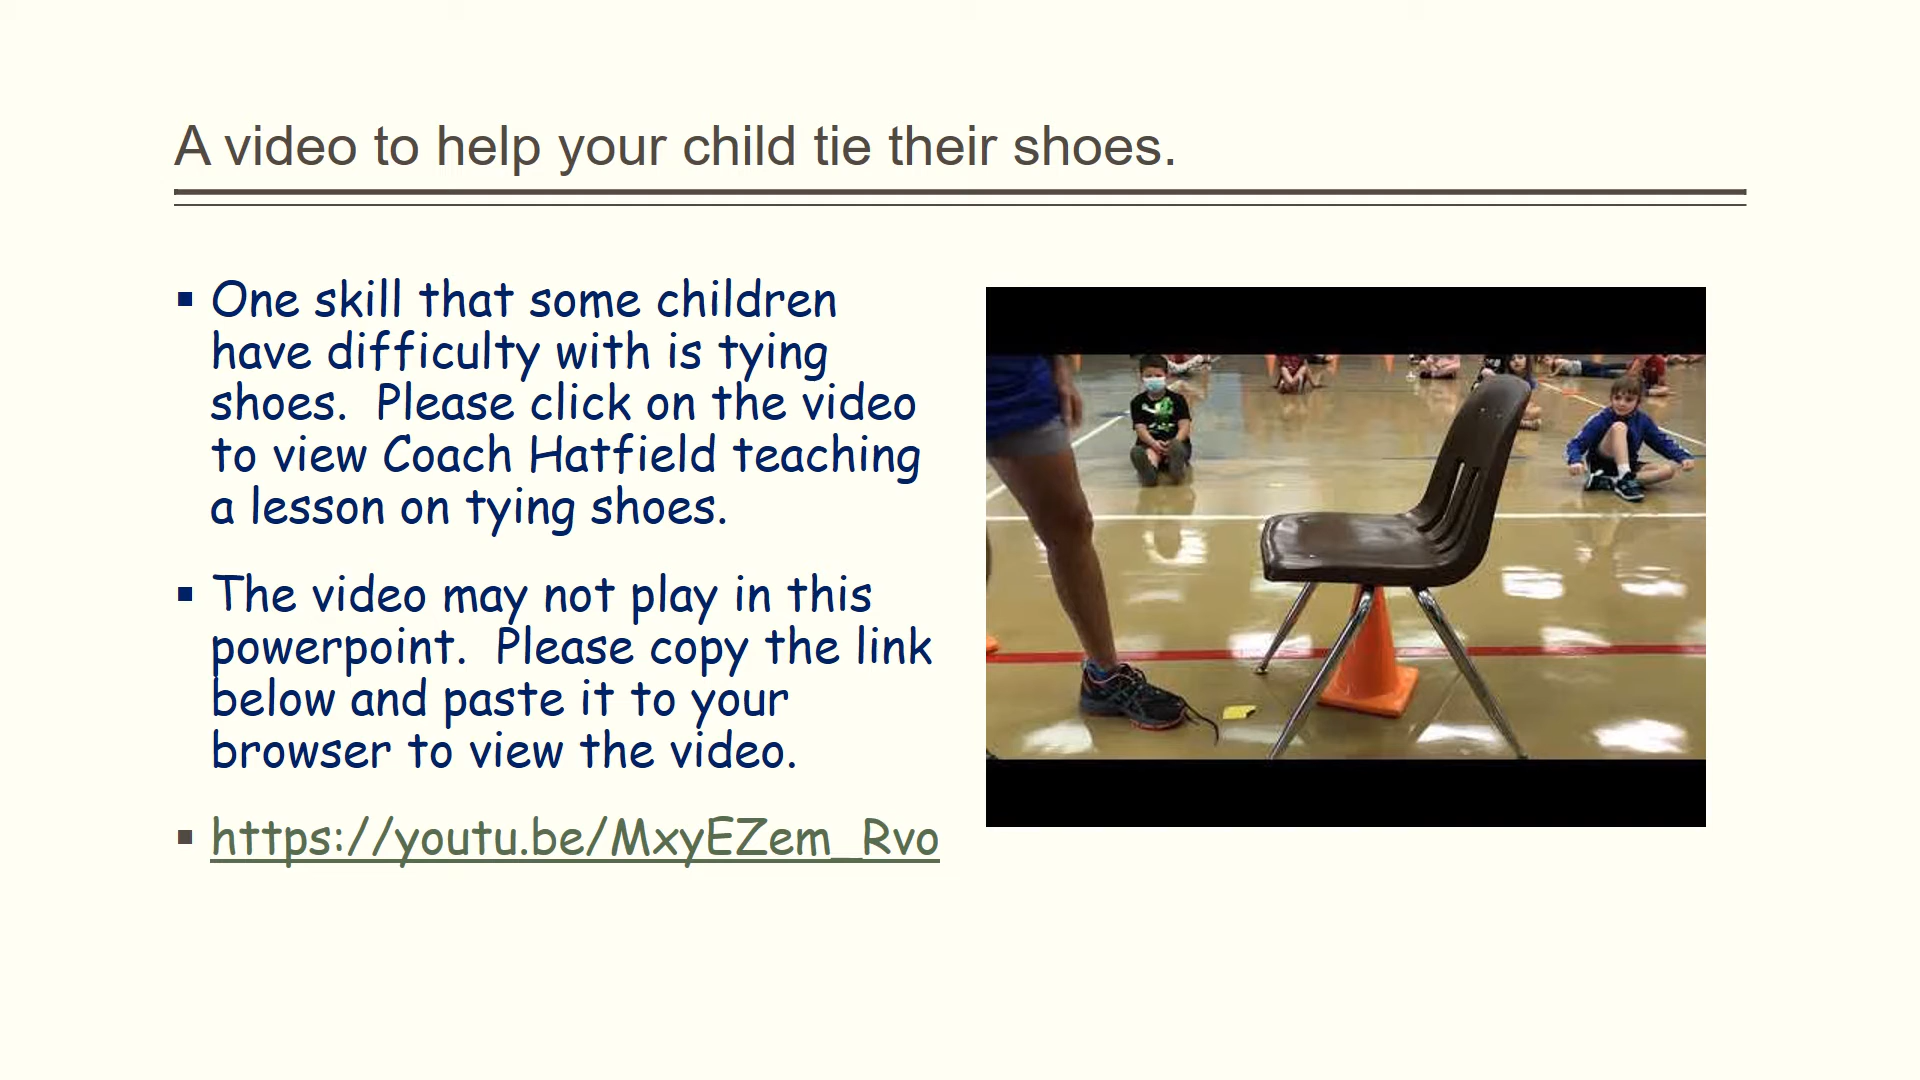 A video to help your child tie their shoes.
▪ One skill that some children
have difficulty with is tying
shoes.  Please click on the video
to view Coach Hatfield teaching
a lesson on tying shoes.
▪ The video may not play in this
powerpoint.  Please copy the link
below and paste it to your
browser to view the video.
▪ https://youtu.be/MxyEZem_Rvo